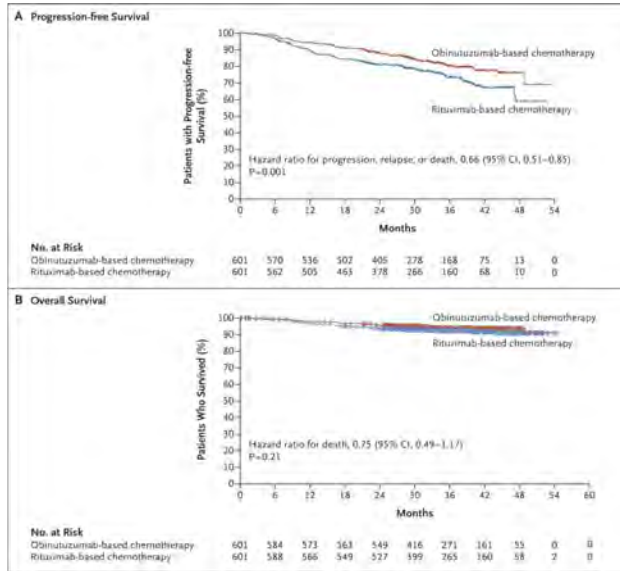 A Progression-free Survival
Patients with Progression-free Survival (%)
100
90
80
70
60
50
40
30
20
10
0
Obinutuzumab-based chemotherapy
Rituximab-based chemotherapy
Hazard ratio for progression, relapse, or death, 0.66 (95% CI, 0.51–0.85)
P=0.001
0 6 12 18 24 30 36 42 48 54
Months
No. at Risk
Obinutuzumab-based chemotherapy 601 570 536 502 405 278 168 75 13 0
Rituximab-based chemotherapy 601 562 505 463 378 266 160 68 10 0
B Overall Survival
Patients Who Survived (%)
100
90
80
70
60
50
40
30
20
10
0
Obinutuzumab-based chemotherapy
Rituximab-based chemotherapy
Hazard ratio for death, 0.75 (95% CI, 0.49–1.17)
P=0.21
0 6 12 18 24 30 36 42 48 54 60
Months
No. at Risk
Obinutuzumab-based chemotherapy 601 584 573 563 549 416 271 161 55 0 0
Rituximab-based chemotherapy 601 588 566 549 527 399 265 160 58 2 0